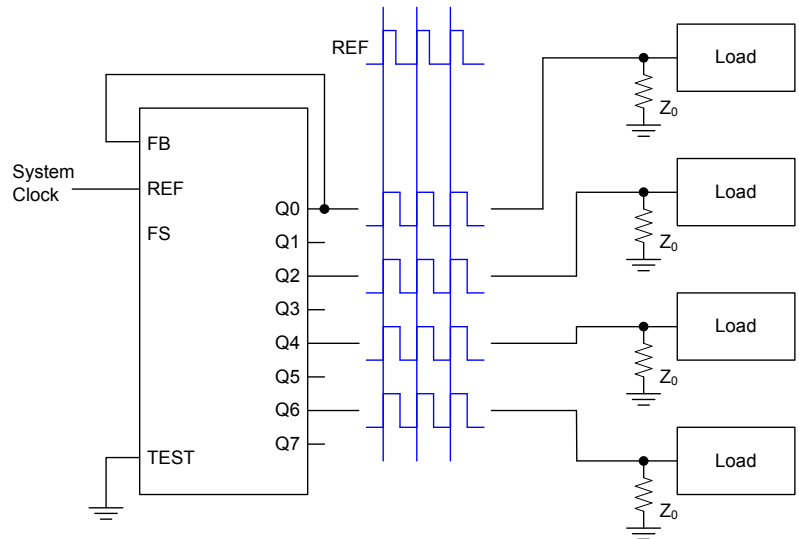 REF
Load
Z₀
FB
System
Clock
REF
FS
Q0
Q1
Q2
Q3
Q4
Q5
Q6
Q7
TEST
Load
Z₀
Load
Z₀
Load
Z₀